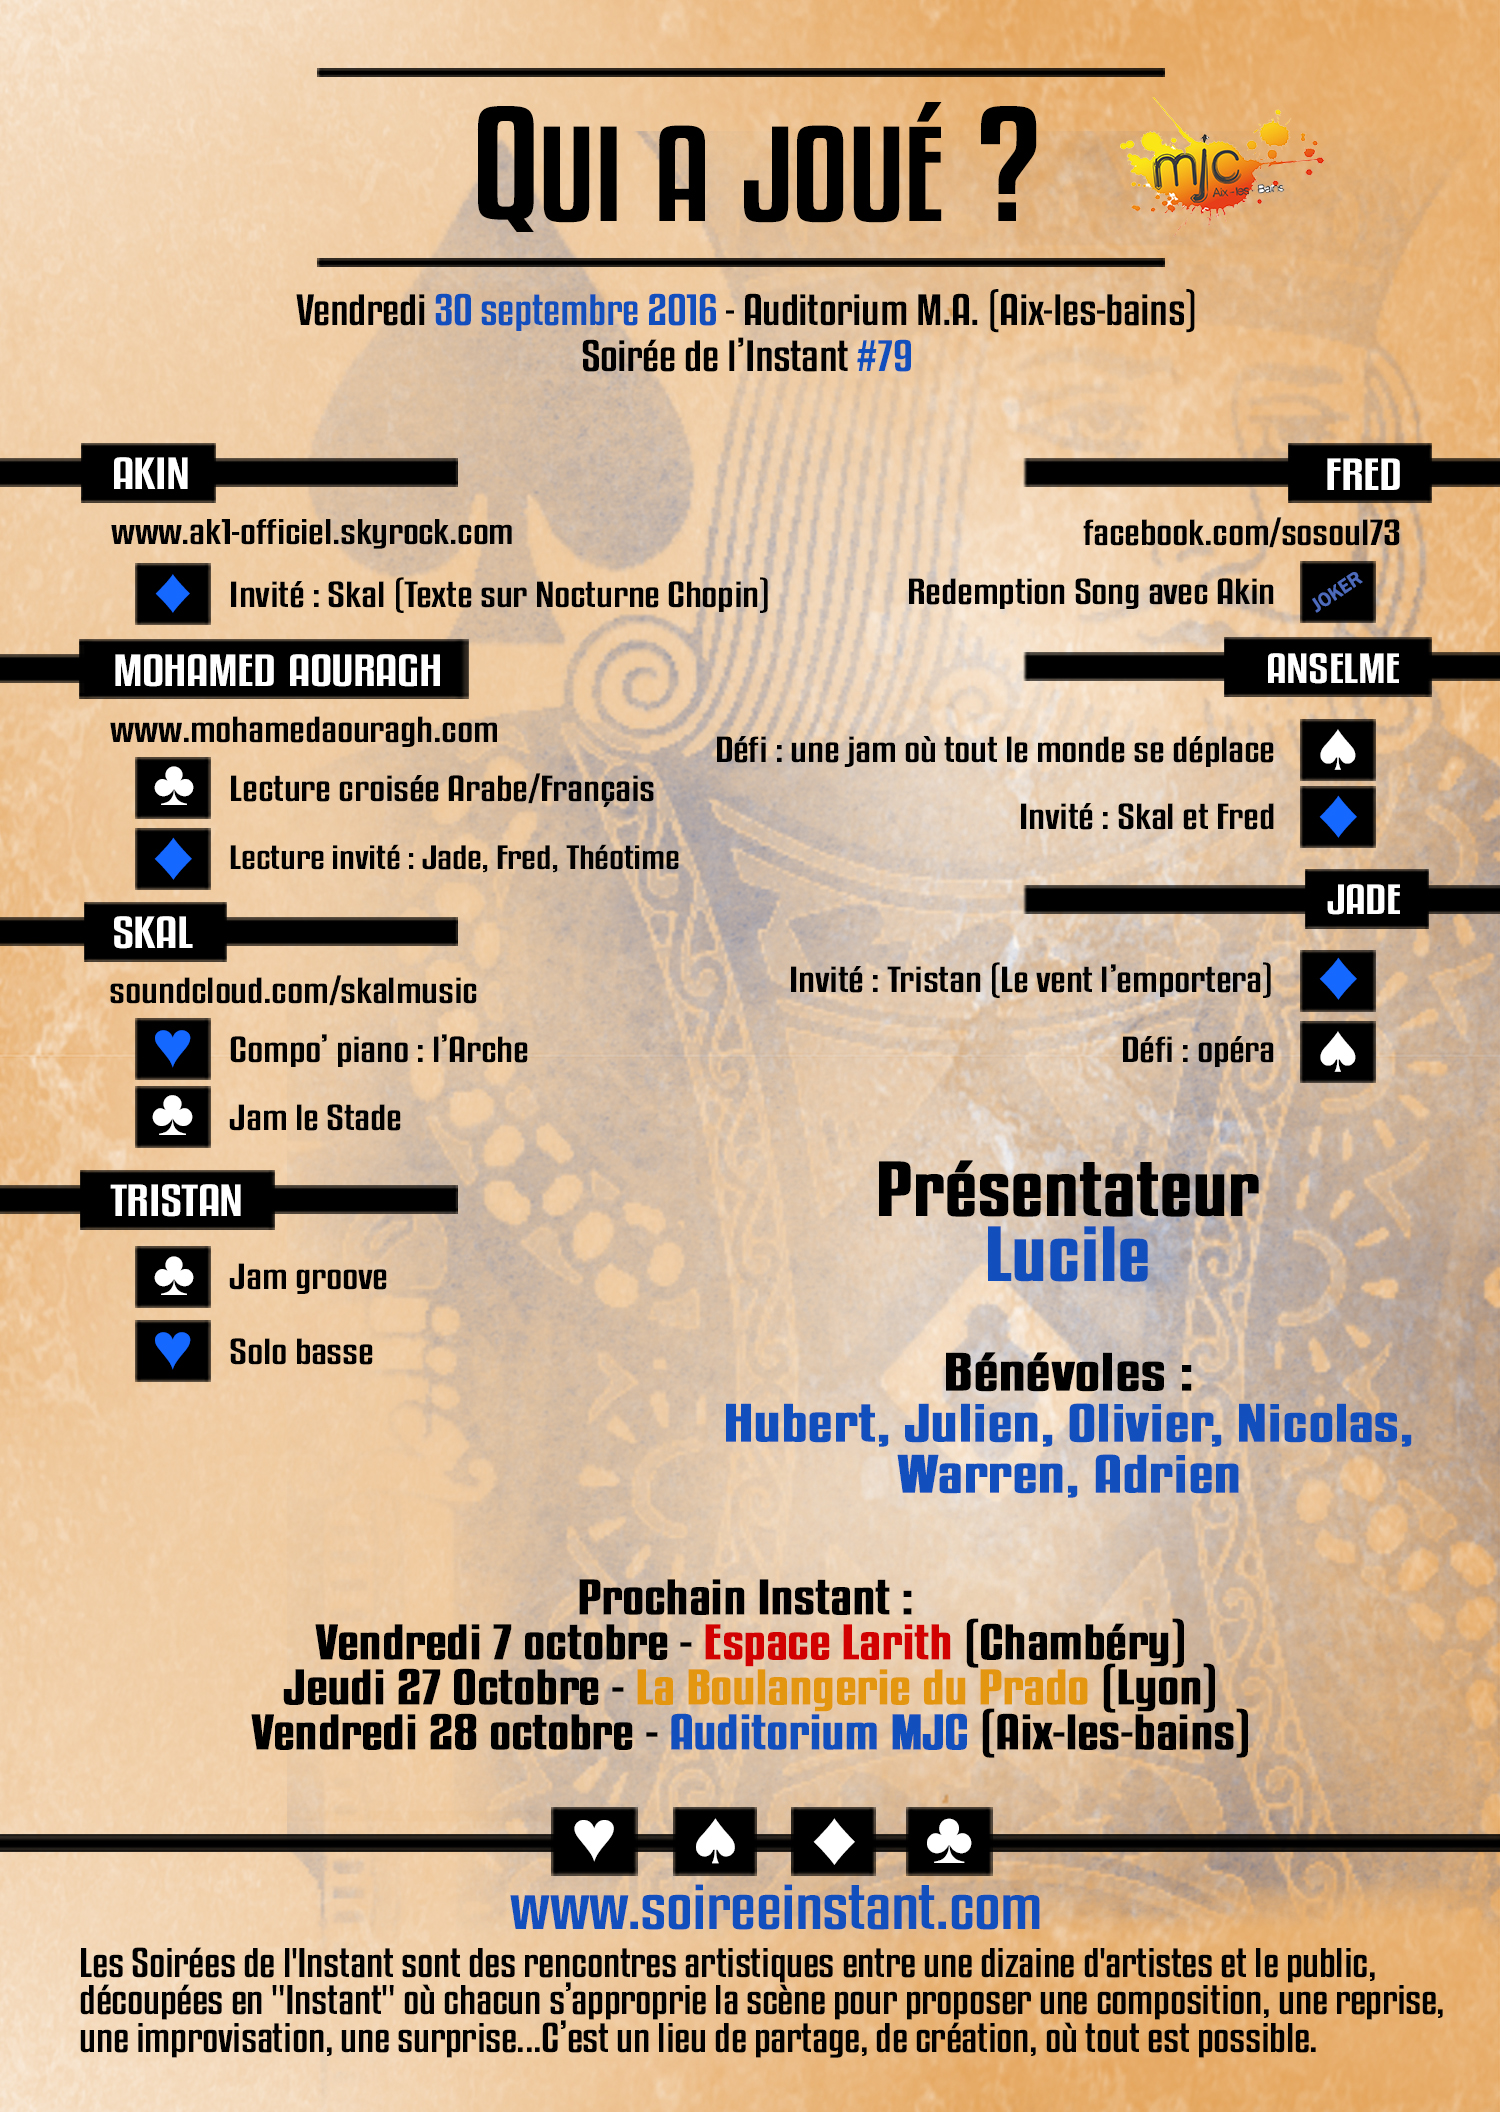 Qui a joué ?
mjc
Aix-les-Bains
Vendredi 30 septembre 2016 - Auditorium M.A. (Aix-les-bains)
Soirée de l'Instant #79
AKIN
www.ak1-officiel.skyrock.com
Invité : Skal (Texte sur Nocturne Chopin)
MOHAMED AOURAGH
www.mohamedaouragh.com
Lecture croisée Arabe/Français
Lecture invité : Jade, Fred, Théotime
SKAL
soundcloud.com/skalmusic
Compo' piano : l'Arche
Jam le Stade
TRISTAN
Jam groove
Solo basse
FRED
facebook.com/sosoul73
Redemption Song avec Akin
JOKER
ANSELME
Défi : une jam où tout le monde se déplace
Invité : Skal et Fred
JADE
Invité : Tristan (Le vent l'emportera)
Défi : opéra
Présentateur
Lucile
Bénévoles :
Hubert, Julien, Olivier, Nicolas,
Warren, Adrien
Prochain Instant :
Vendredi 7 octobre - Espace Larith (Chambéry)
Jeudi 27 Octobre - La Boulangerie du Prado (Lyon)
Vendredi 28 octobre - Auditorium MJC (Aix-les-bains)
www.soireeinstant.com
Les Soirées de l'Instant sont des rencontres artistiques entre une dizaine d'artistes et le public,
découpées en "Instant" où chacun s'approprie la scène pour proposer une composition, une reprise,
une improvisation, une surprise...C'est un lieu de partage, de création, où tout est possible.